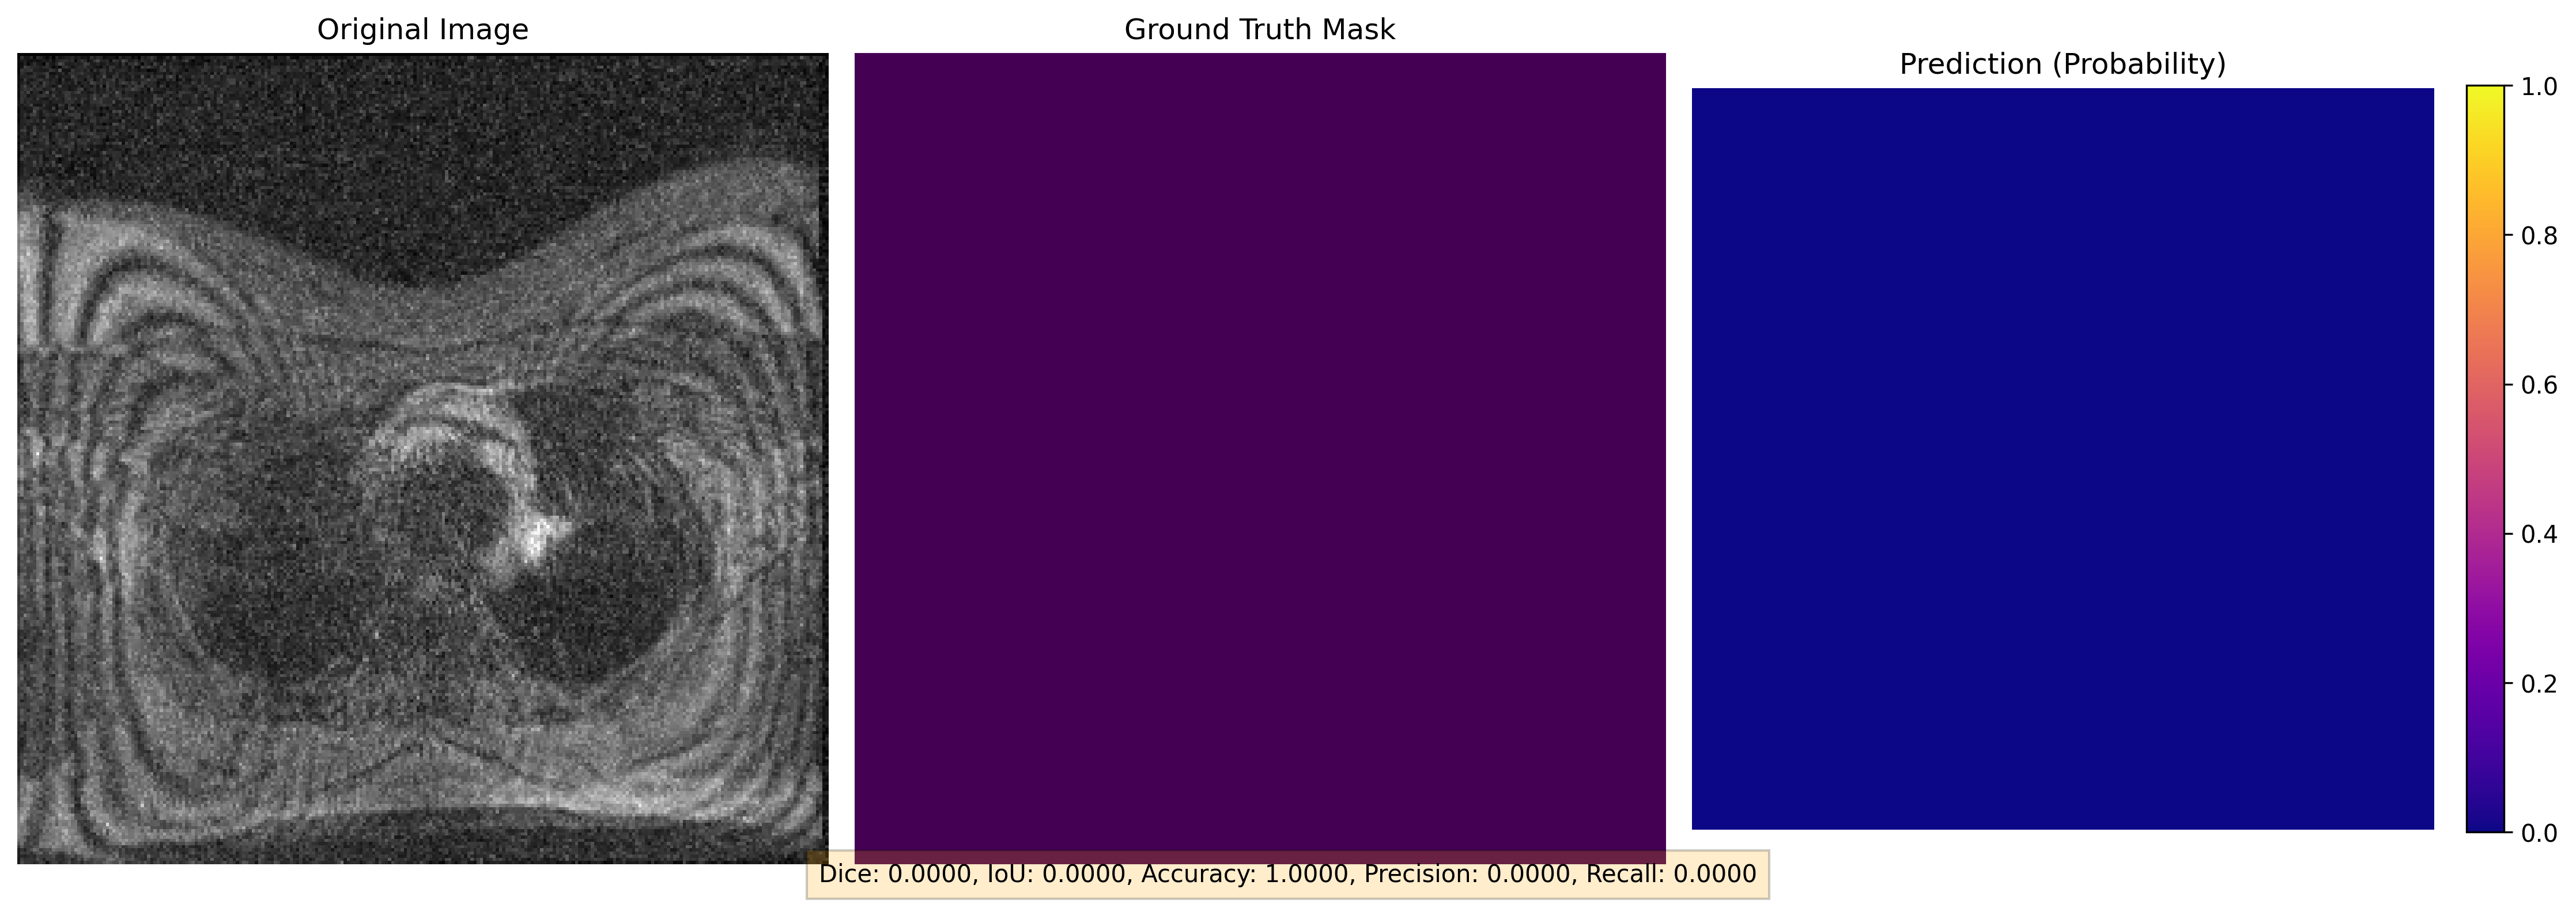 Original Image
Ground Truth Mask
Prediction (Probability)
1.0
0.8
0.6
0.4
0.2
0.0
Dice: 0.0000, IoU: 0.0000, Accuracy: 1.0000, Precision: 0.0000, Recall: 0.0000